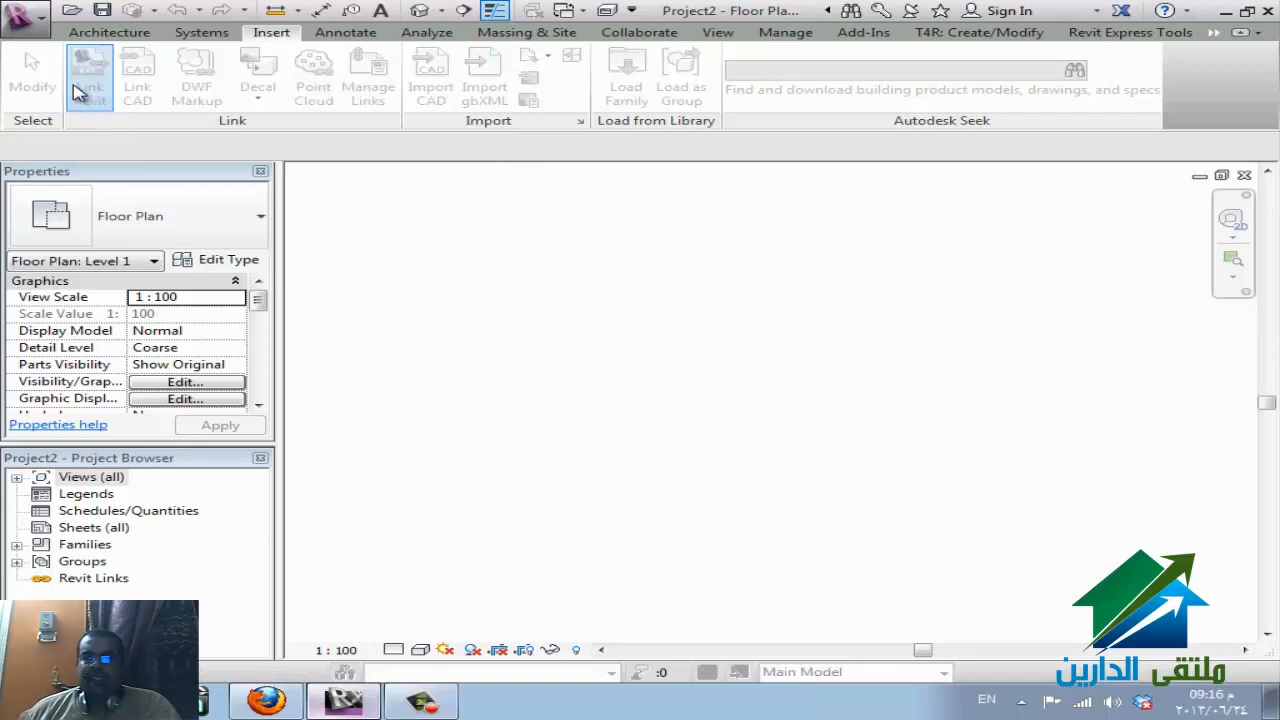 Project2 - Floor Pla...
Sign In
Architecture
Systems
Insert
Annotate
Analyze
Massing & Site
Collaborate
View
Manage
Add-Ins
T4R: Create/Modify
Revit Express Tools
Modify
Link Revit
Link CAD
DWF Markup
Decal
Point Cloud
Manage Links
Import CAD
Import gbXML
Load Family
Load as Group
Find and download building product models, drawings, and specs
Select
Link
Import
Load from Library
Autodesk Seek
Properties
Floor Plan
Floor Plan: Level 1
Edit Type
Graphics
View Scale
1 : 100
Scale Value 1:
100
Display Model
Normal
Detail Level
Coarse
Parts Visibility
Show Original
Visibility/Grap...
Edit...
Graphic Displ...
Edit...
Properties help
Apply
Project2 - Project Browser
Views (all)
Legends
Schedules/Quantities
Sheets (all)
Families
Groups
Revit Links
2D
1 : 100
:0
Main Model
ملتقى الدارين
EN
09:16 م
٢٠١٣/٠٦/٢٤